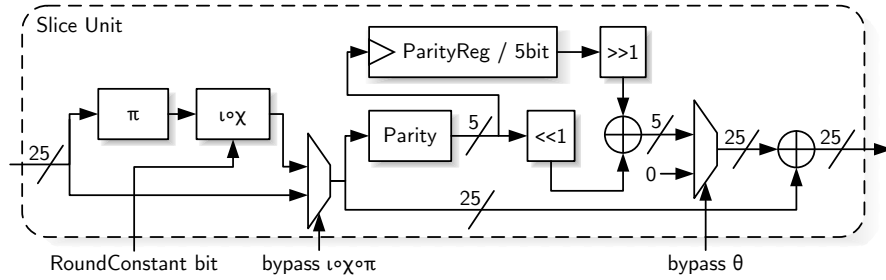 Slice Unit
ParityReg / 5bit
>>1
π
ι∘χ
Parity
5
<<1
5
25
25
25
0
25
RoundConstant bit
bypass ι∘χ∘π
bypass θ